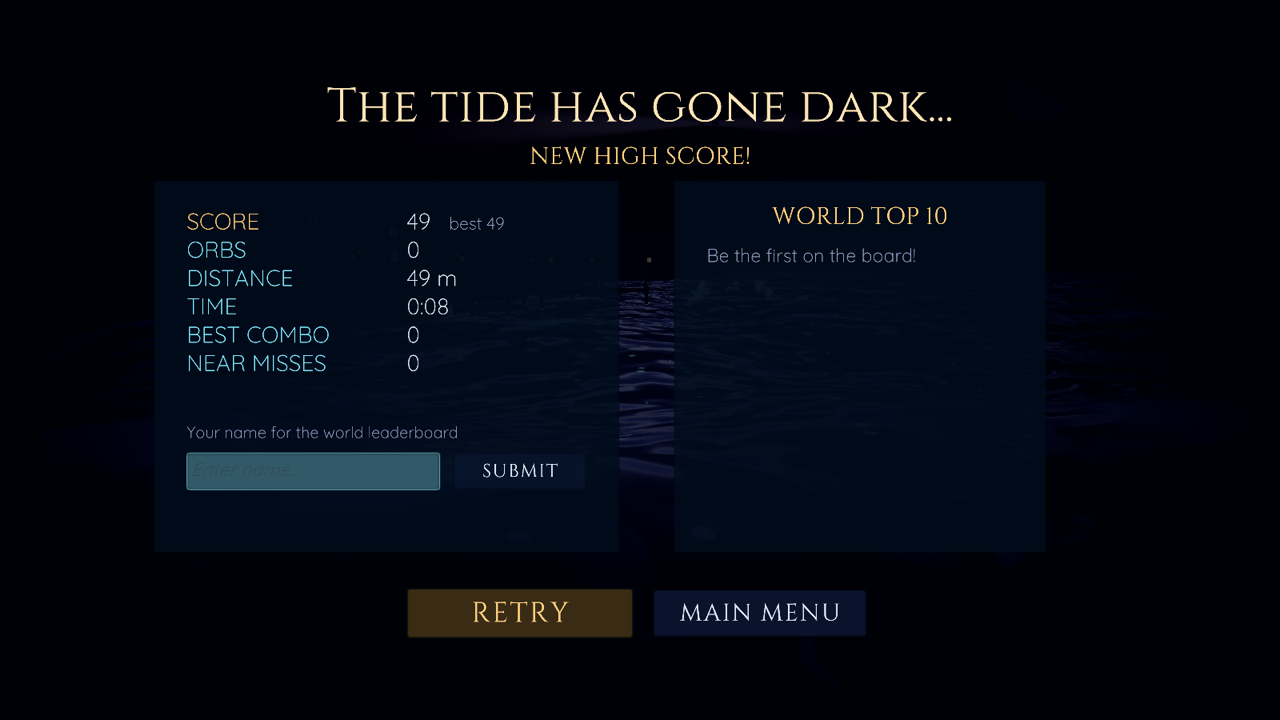 THE TIDE HAS GONE DARK...
NEW HIGH SCORE!
SCORE 49 best 49
ORBS 0
DISTANCE 49 m
TIME 0:08
BEST COMBO 0
NEAR MISSES 0
Your name for the world leaderboard
Enter name...
SUBMIT
WORLD TOP 10
Be the first on the board!
RETRY
MAIN MENU